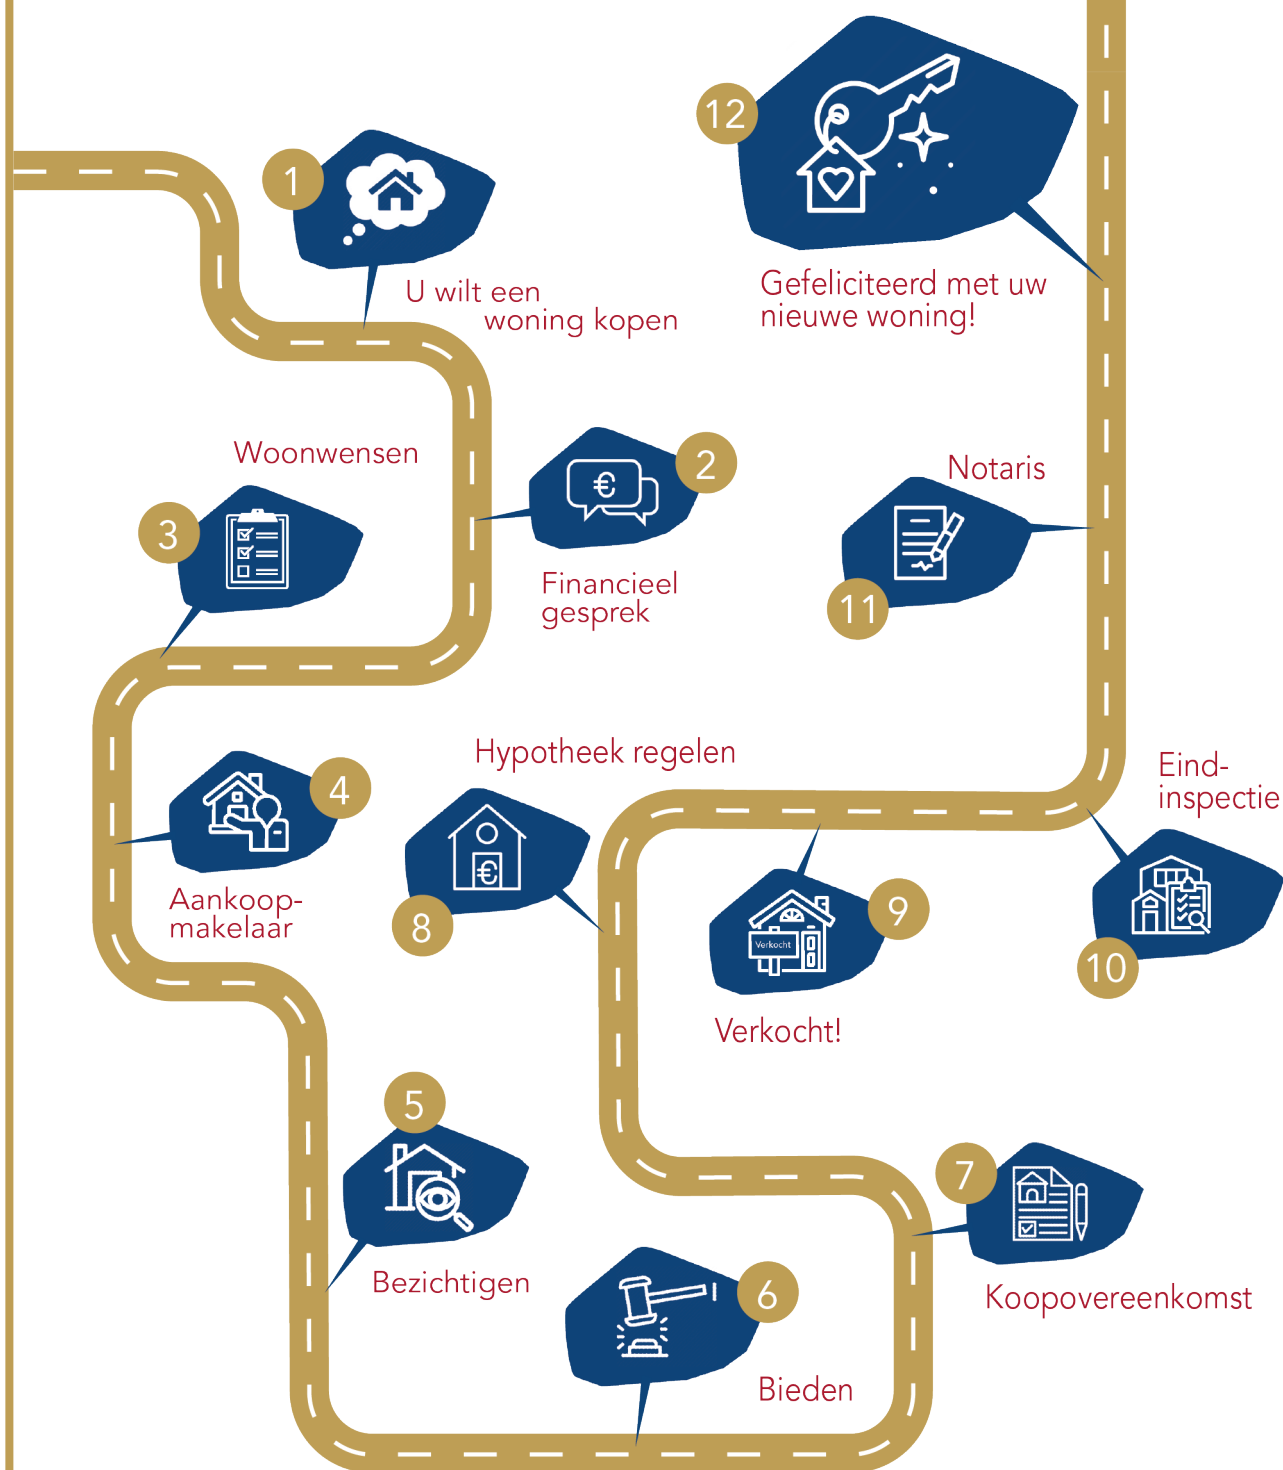 1
U wilt een
woning kopen
2
€
Financieel
gesprek
3
Woonwensen
4
Aankoop-
makelaar
5
Bezichtigen
6
Bieden
7
Koopovereenkomst
8
Hypotheek regelen
€
9
Verkocht
Verkocht!
10
Eind-
inspectie
11
Notaris
12
Gefeliciteerd met uw
nieuwe woning!